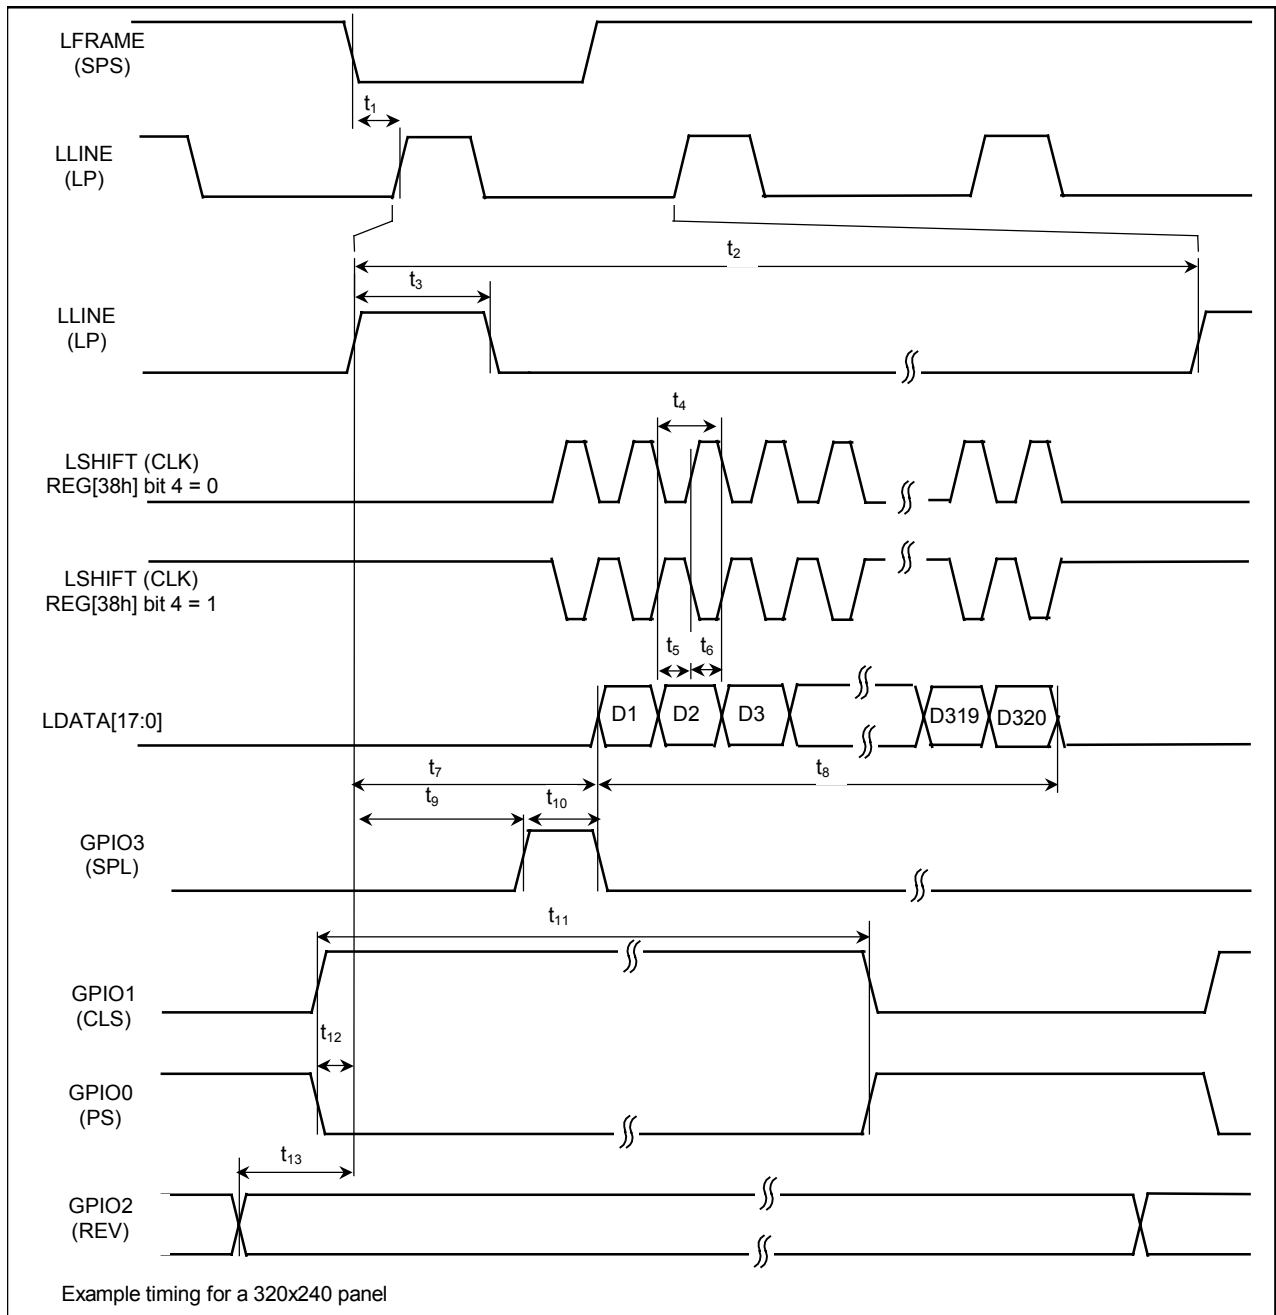 LFRAME
(SPS)
t1
LLINE
(LP)
t2
t3
LLINE
(LP)
t4
LSHIFT (CLK)
REG[38h] bit 4 = 0
LSHIFT (CLK)
REG[38h] bit 4 = 1
t5 t6
LDATA[17:0] D1 D2 D3 D319 D320
t7 t8
t9 t10
GPIO3
(SPL)
t11
GPIO1
(CLS)
t12
GPIO0
(PS)
t13
GPIO2
(REV)
Example timing for a 320x240 panel